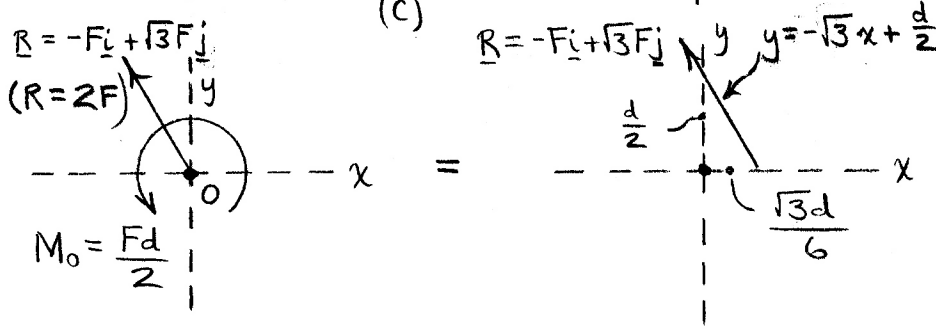 (C)
R = -Fi + √3Fj
(R = 2F)
y
x
O
M₀ = Fd/2
=
R = -Fi + √3Fj
y
y = -√3x + d/2
d/2
x
√3d/6